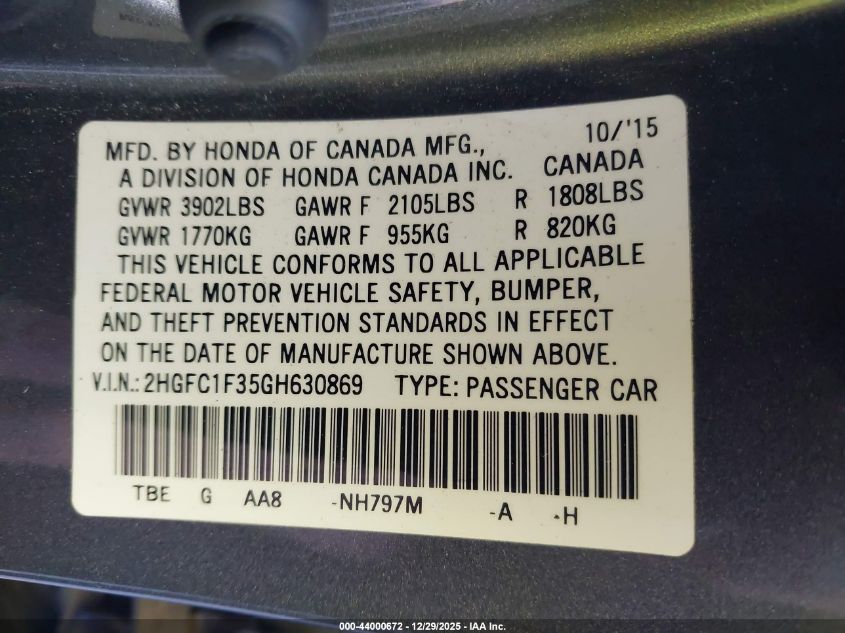 MFD. BY HONDA OF CANADA MFG., 10/'15
A DIVISION OF HONDA CANADA INC. CANADA
GVWR 3902LBS GAWR F 2105LBS R 1808LBS
GVWR 1770KG GAWR F 955KG R 820KG
THIS VEHICLE CONFORMS TO ALL APPLICABLE
FEDERAL MOTOR VEHICLE SAFETY, BUMPER,
AND THEFT PREVENTION STANDARDS IN EFFECT
ON THE DATE OF MANUFACTURE SHOWN ABOVE.
V.I.N.: 2HGFC1F35GH630869 TYPE: PASSENGER CAR
TBE G AA8 -NH797M -A -H
000-44000672 - 12/29/2025 - IAA Inc.